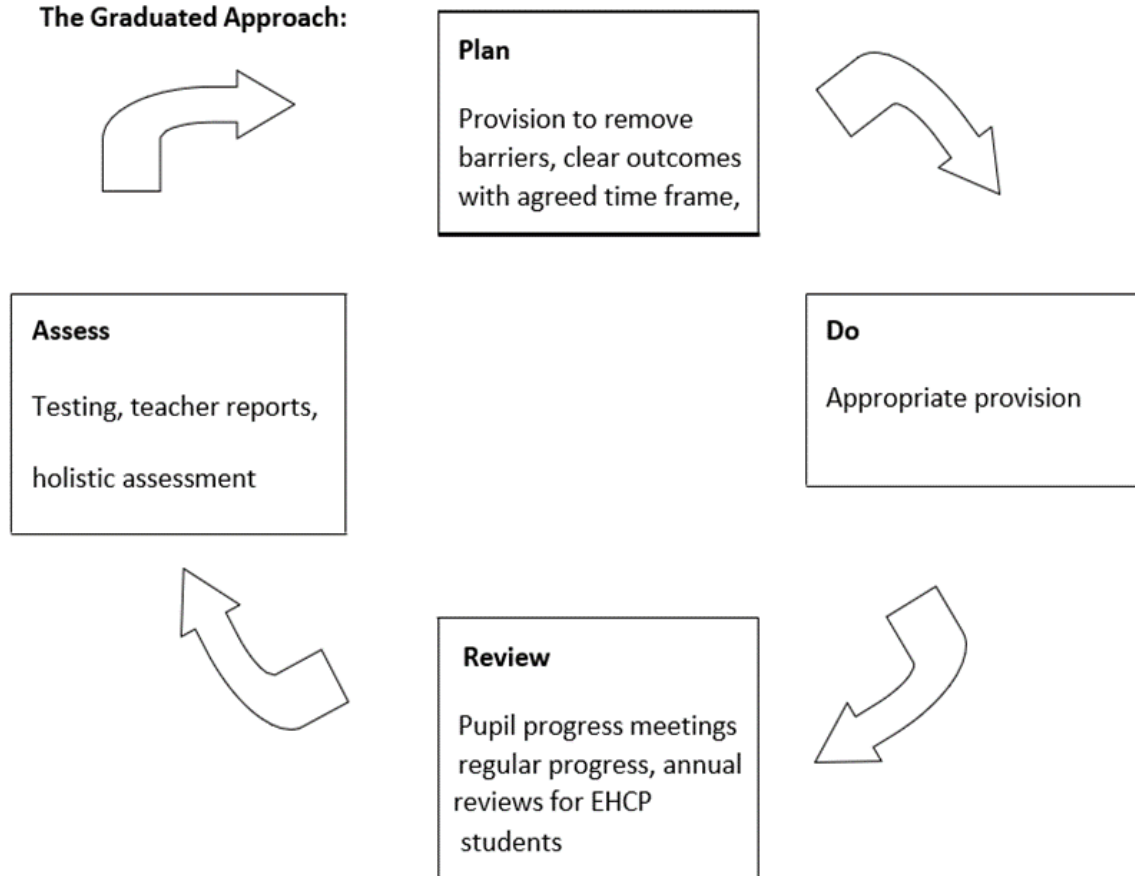 The Graduated Approach:
Plan
Provision to remove
barriers, clear outcomes
with agreed time frame,
Assess
Testing, teacher reports,
holistic assessment
Do
Appropriate provision
Review
Pupil progress meetings
regular progress, annual
reviews for EHCP
students